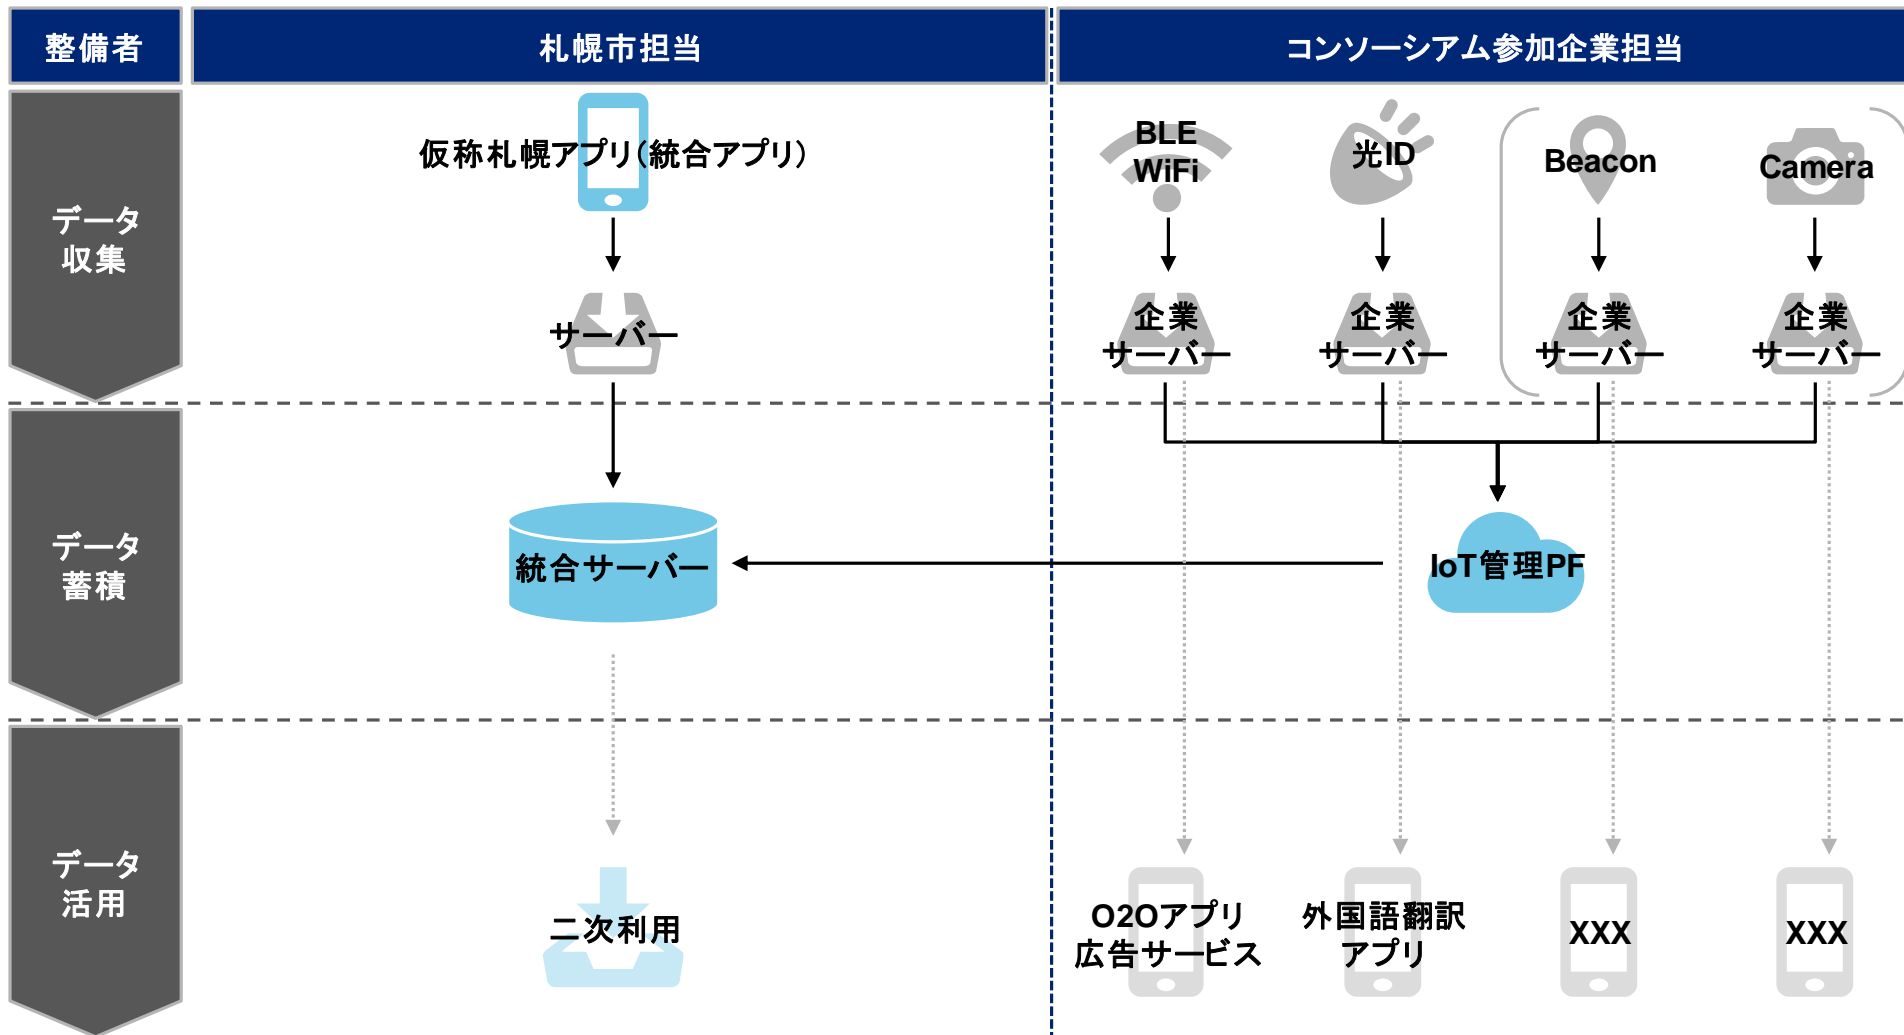 整備者
札幌市担当
コンソーシアム参加企業担当
データ
収集
仮称札幌アプリ(統合アプリ)
BLE
WiFi
光ID
Beacon
Camera
サーバー
企業
サーバー
企業
サーバー
企業
サーバー
企業
サーバー
データ
蓄積
統合サーバー
IoT管理PF
データ
活用
二次利用
O2Oアプリ
広告サービス
外国語翻訳
アプリ
XXX
XXX